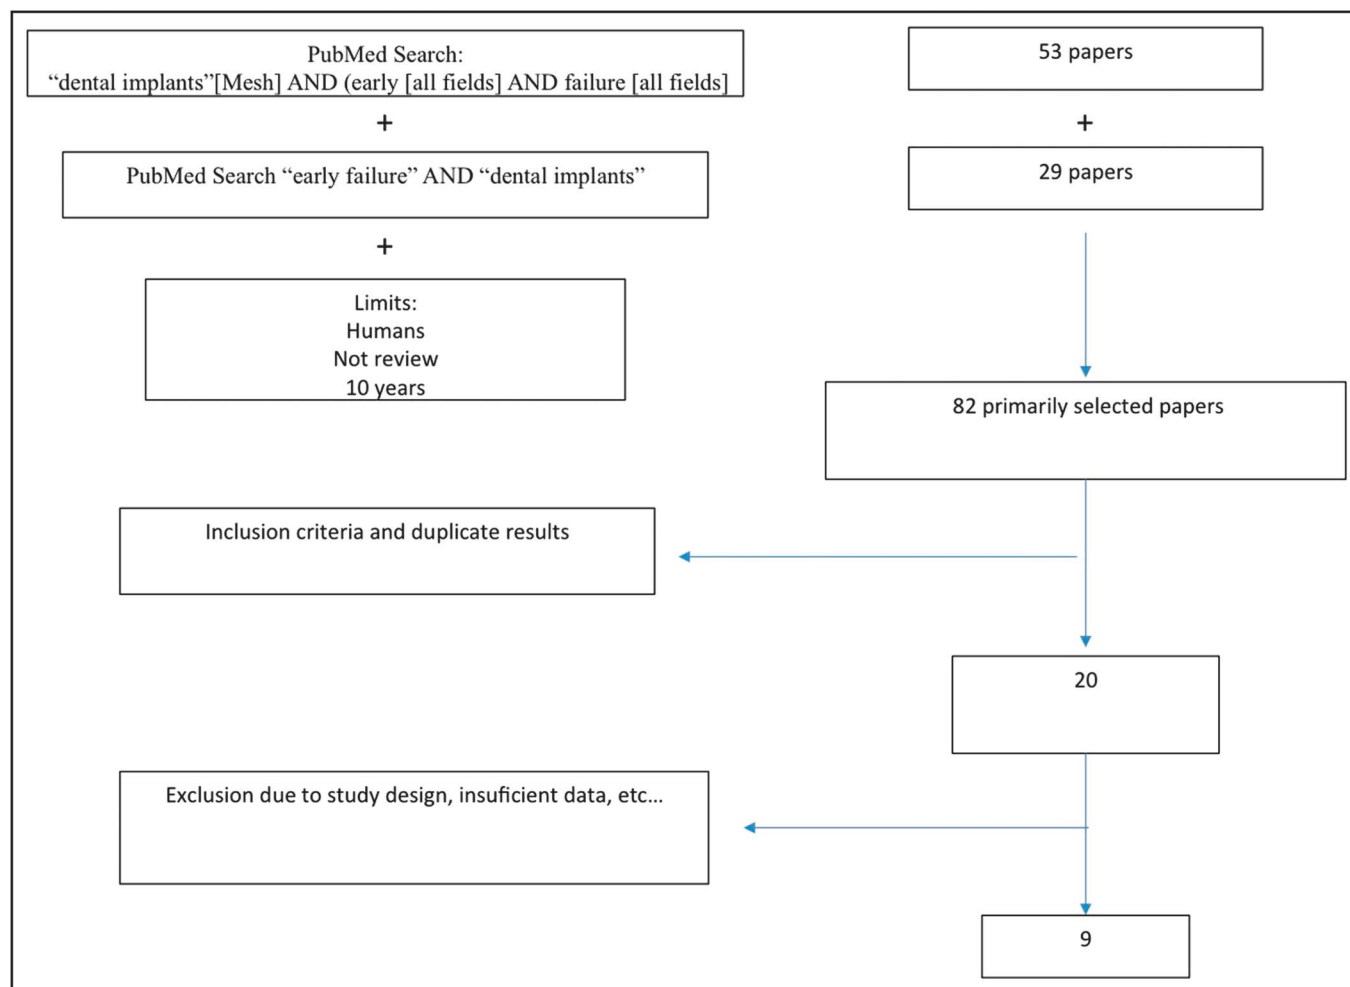 PubMed Search:
“dental implants”[Mesh] AND (early [all fields] AND failure [all fields]
53 papers
+
+
PubMed Search “early failure” AND “dental implants”
29 papers
+
Limits:
Humans
Not review
10 years
82 primarily selected papers
Inclusion criteria and duplicate results
20
Exclusion due to study design, insuficient data, etc...
9